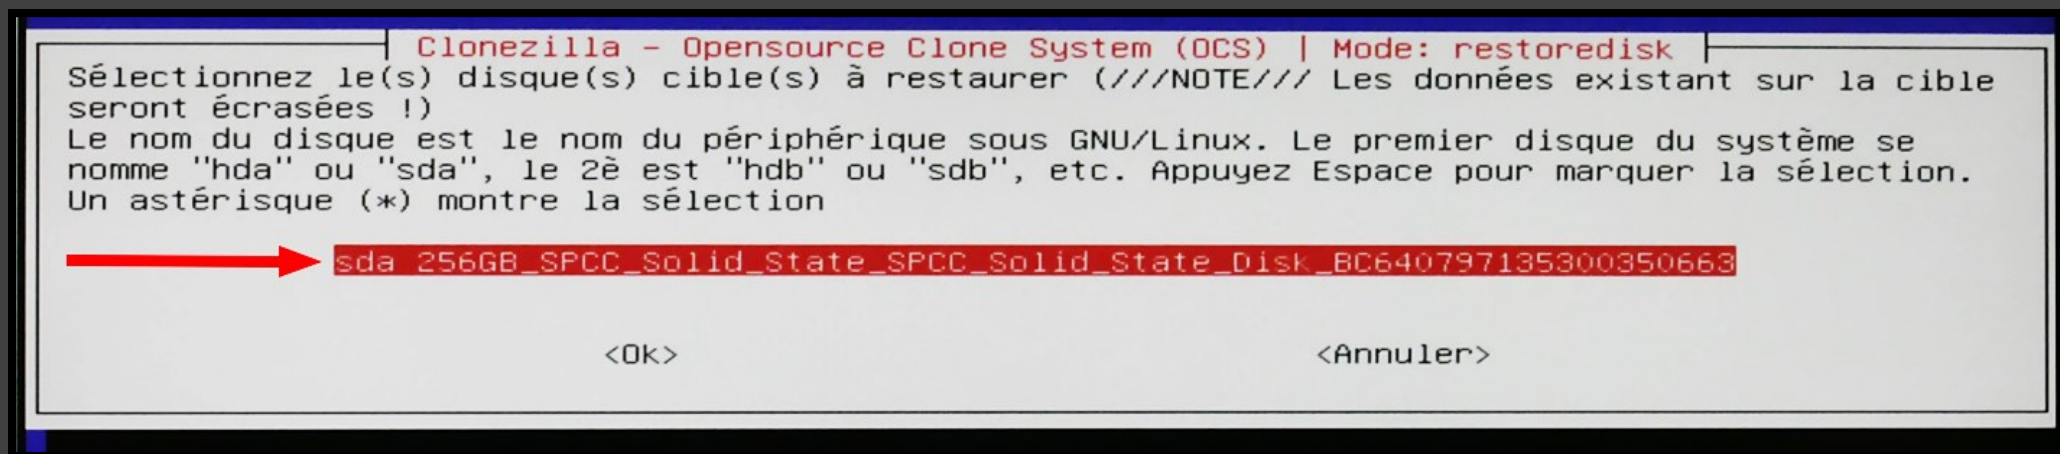 Clonezilla - Opensource Clone System (OCS) | Mode: restoredisk
Sélectionnez le(s) disque(s) cible(s) à restaurer (///NOTE/// Les données existant sur la cible
seront écrasées !)
Le nom du disque est le nom du périphérique sous GNU/Linux. Le premier disque du système se
nomme "hda" ou "sda", le 2è est "hdb" ou "sdb", etc. Appuyez Espace pour marquer la sélection.
Un astérisque (*) montre la sélection
sda 256GB_SPCC_Solid_State_SPCC_Solid_State_Disk_BC6407971353003506​63
<Ok> <Annuler>